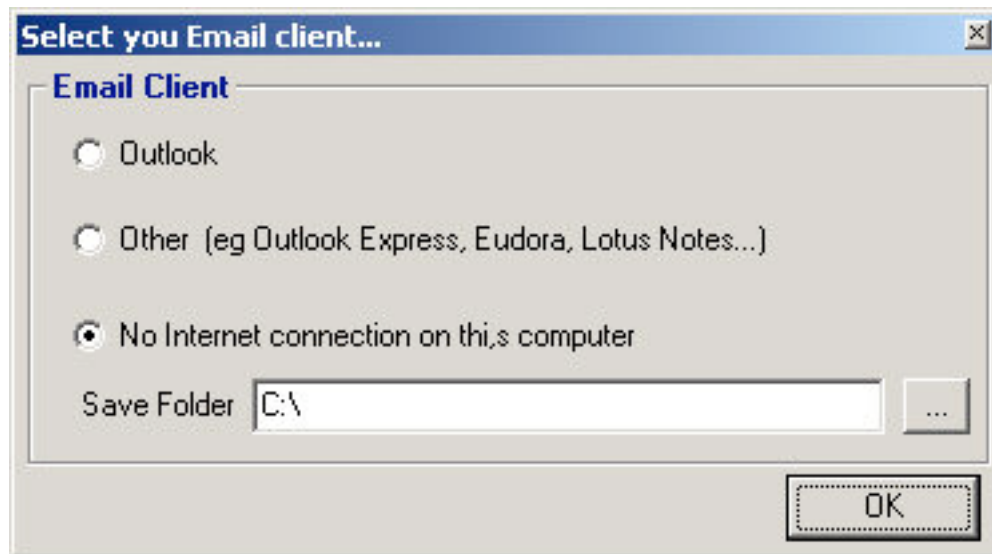 Select you Email client...
Email Client
Outlook
Other (eg Outlook Express, Eudora, Lotus Notes...)
No Internet connection on thi,s computer
Save Folder C:\ ...
OK